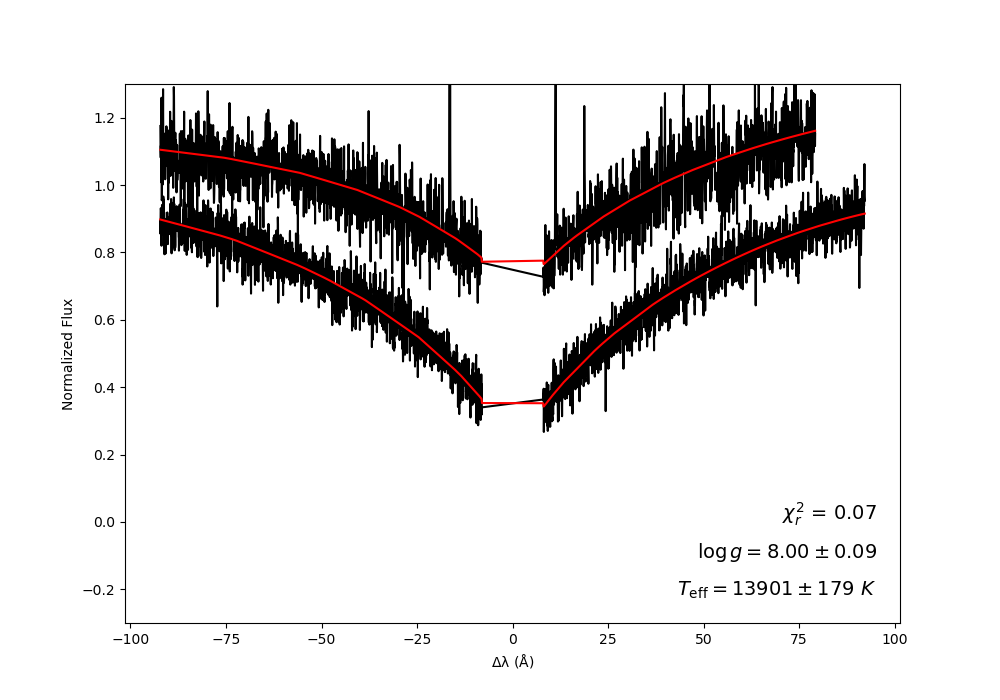 1.2
1.0
0.8
0.6
0.4
0.2
0.0
−0.2
Normalized Flux
χ²ᵣ = 0.07
log g = 8.00 ± 0.09
T_eff = 13901 ± 179 K
−100 −75 −50 −25 0 25 50 75 100
Δλ (Å)